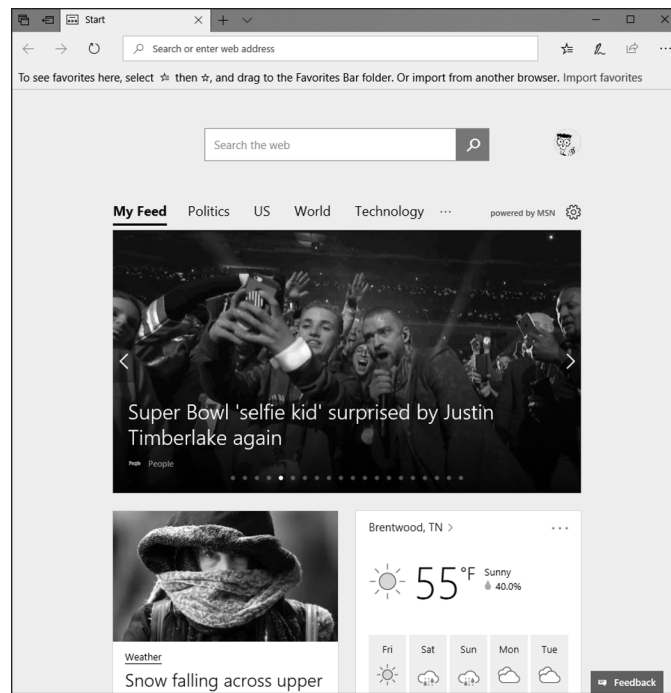 Start
Search or enter web address
To see favorites here, select then , and drag to the Favorites Bar folder. Or import from another browser. Import favorites
Search the web
My Feed Politics US World Technology ... powered by MSN
Super Bowl 'selfie kid' surprised by Justin
Timberlake again
People People
Brentwood, TN >
55 °F Sunny
40.0%
Fri Sat Sun Mon Tue
Weather
Snow falling across upper
Feedback